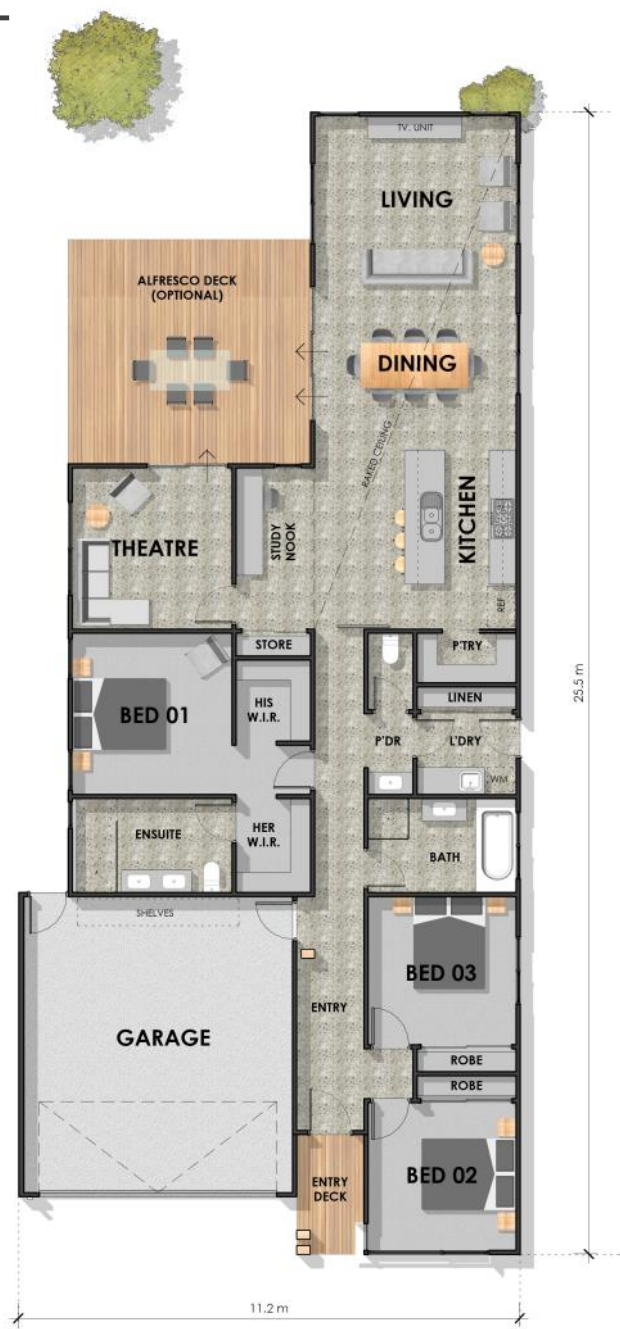 TV. UNIT
LIVING
ALFRESCO DECK
(OPTIONAL)
DINING
RAKED CEILING
KITCHEN
STUDY
NOOK
THEATRE
REF
STORE
P'TRY
25.5 m
LINEN
HIS
W.I.R.
BED 01
P'DR
L'DRY
WM
HER
W.I.R.
ENSUITE
BATH
SHELVES
BED 03
ENTRY
GARAGE
ROBE
ROBE
ENTRY
DECK
BED 02
11.2 m